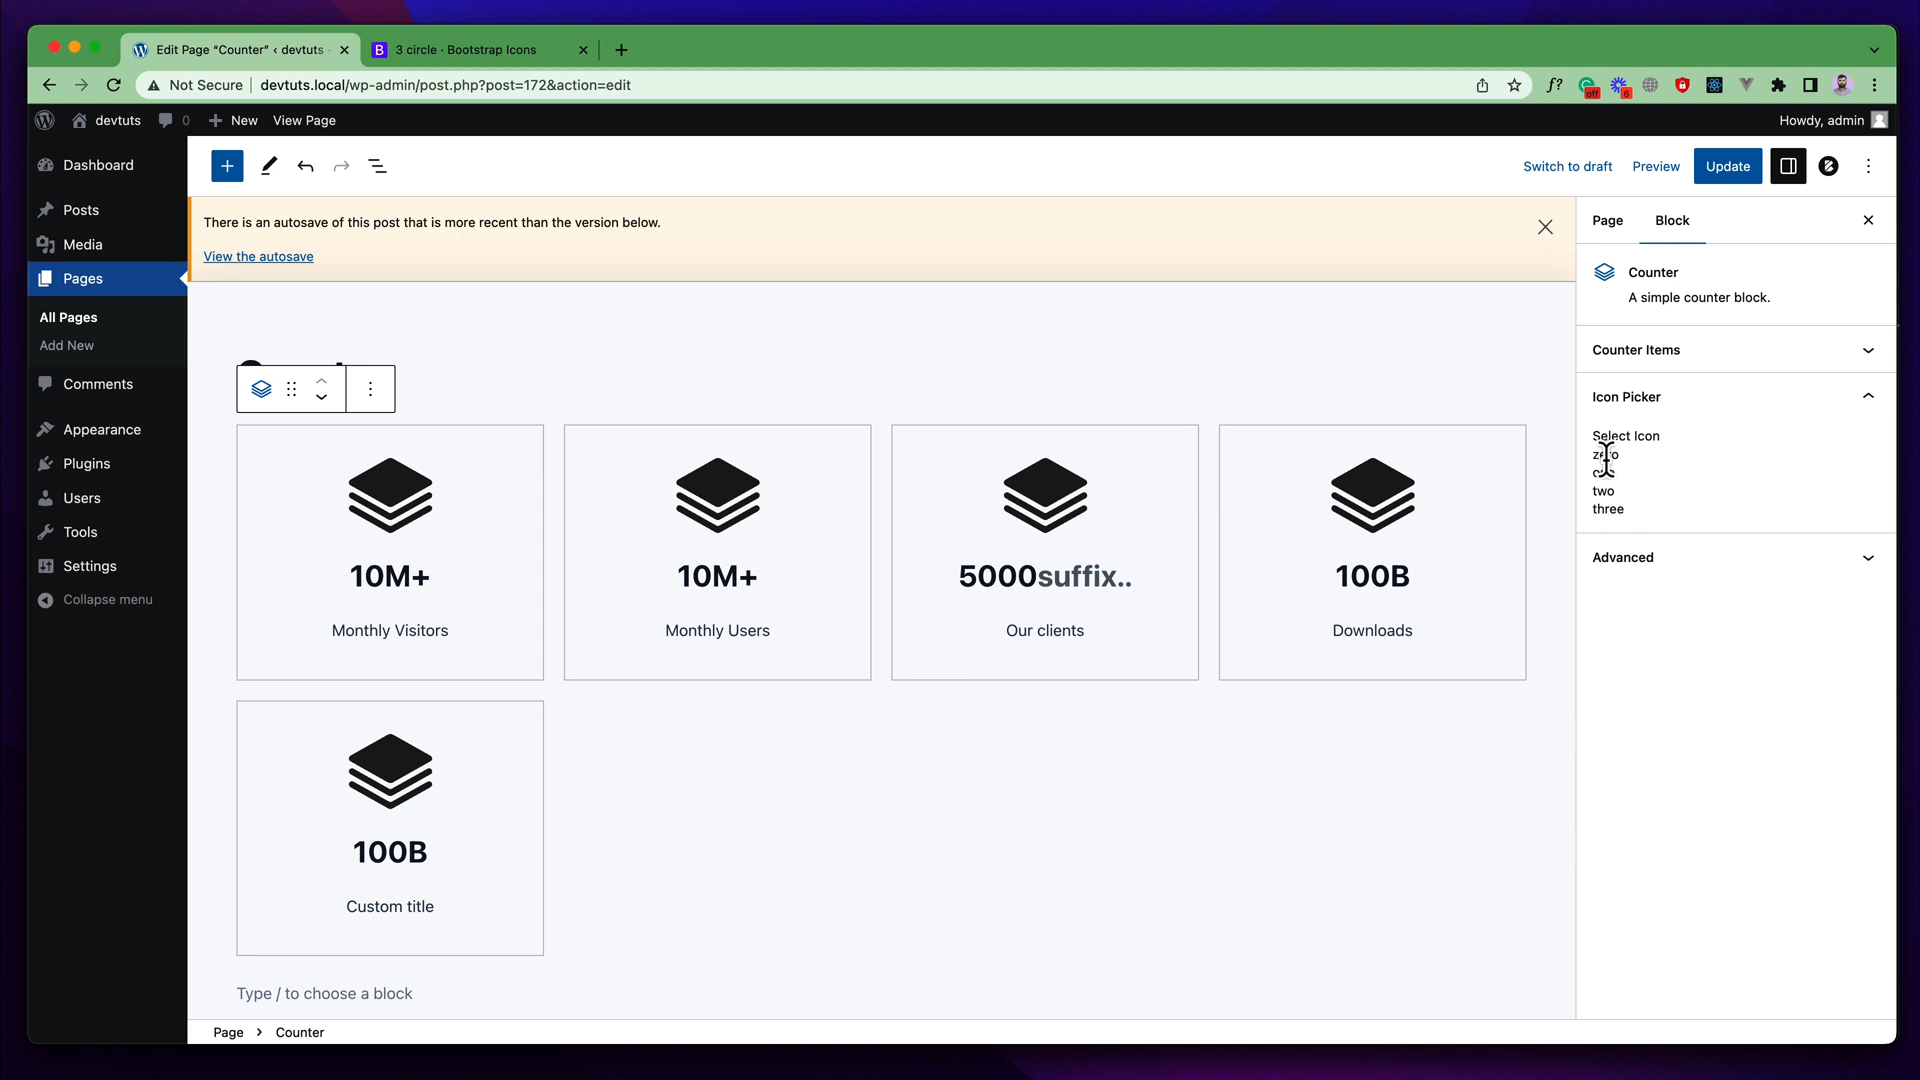 Edit Page “Counter” ‹ devtuts -
3 circle · Bootstrap Icons
Not Secure
devtuts.local/wp-admin/post.php?post=172&action=edit
f?
off
6
devtuts
0
New
View Page
Howdy, admin
Dashboard
Posts
Media
Pages
All Pages
Add New
Comments
Appearance
Plugins
Users
Tools
Settings
Collapse menu
Switch to draft
Preview
Update
There is an autosave of this post that is more recent than the version below.
View the autosave
10M+
Monthly Visitors
10M+
Monthly Users
5000suffix..
Our clients
100B
Downloads
100B
Custom title
Type / to choose a block
Page
Counter
Page
Block
Counter
A simple counter block.
Counter Items
Icon Picker
Select Icon
zero
two
three
Advanced